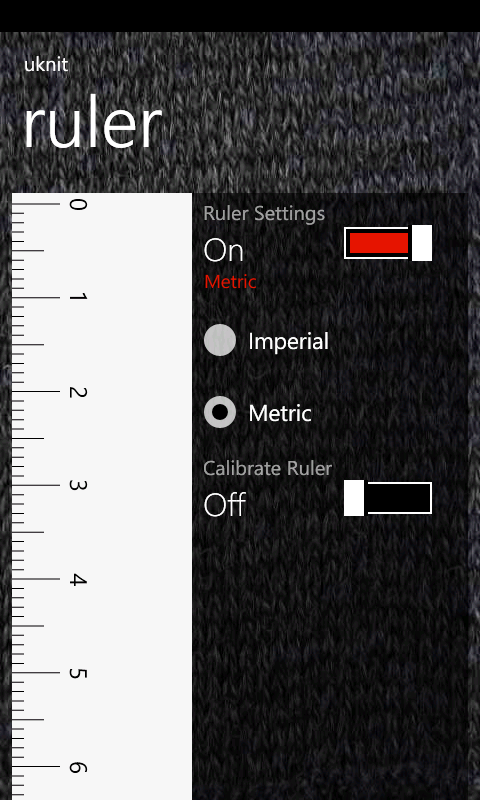 uknit
ruler
0
1
2
3
4
5
6
Ruler Settings
On
Metric
Imperial
Metric
Calibrate Ruler
Off